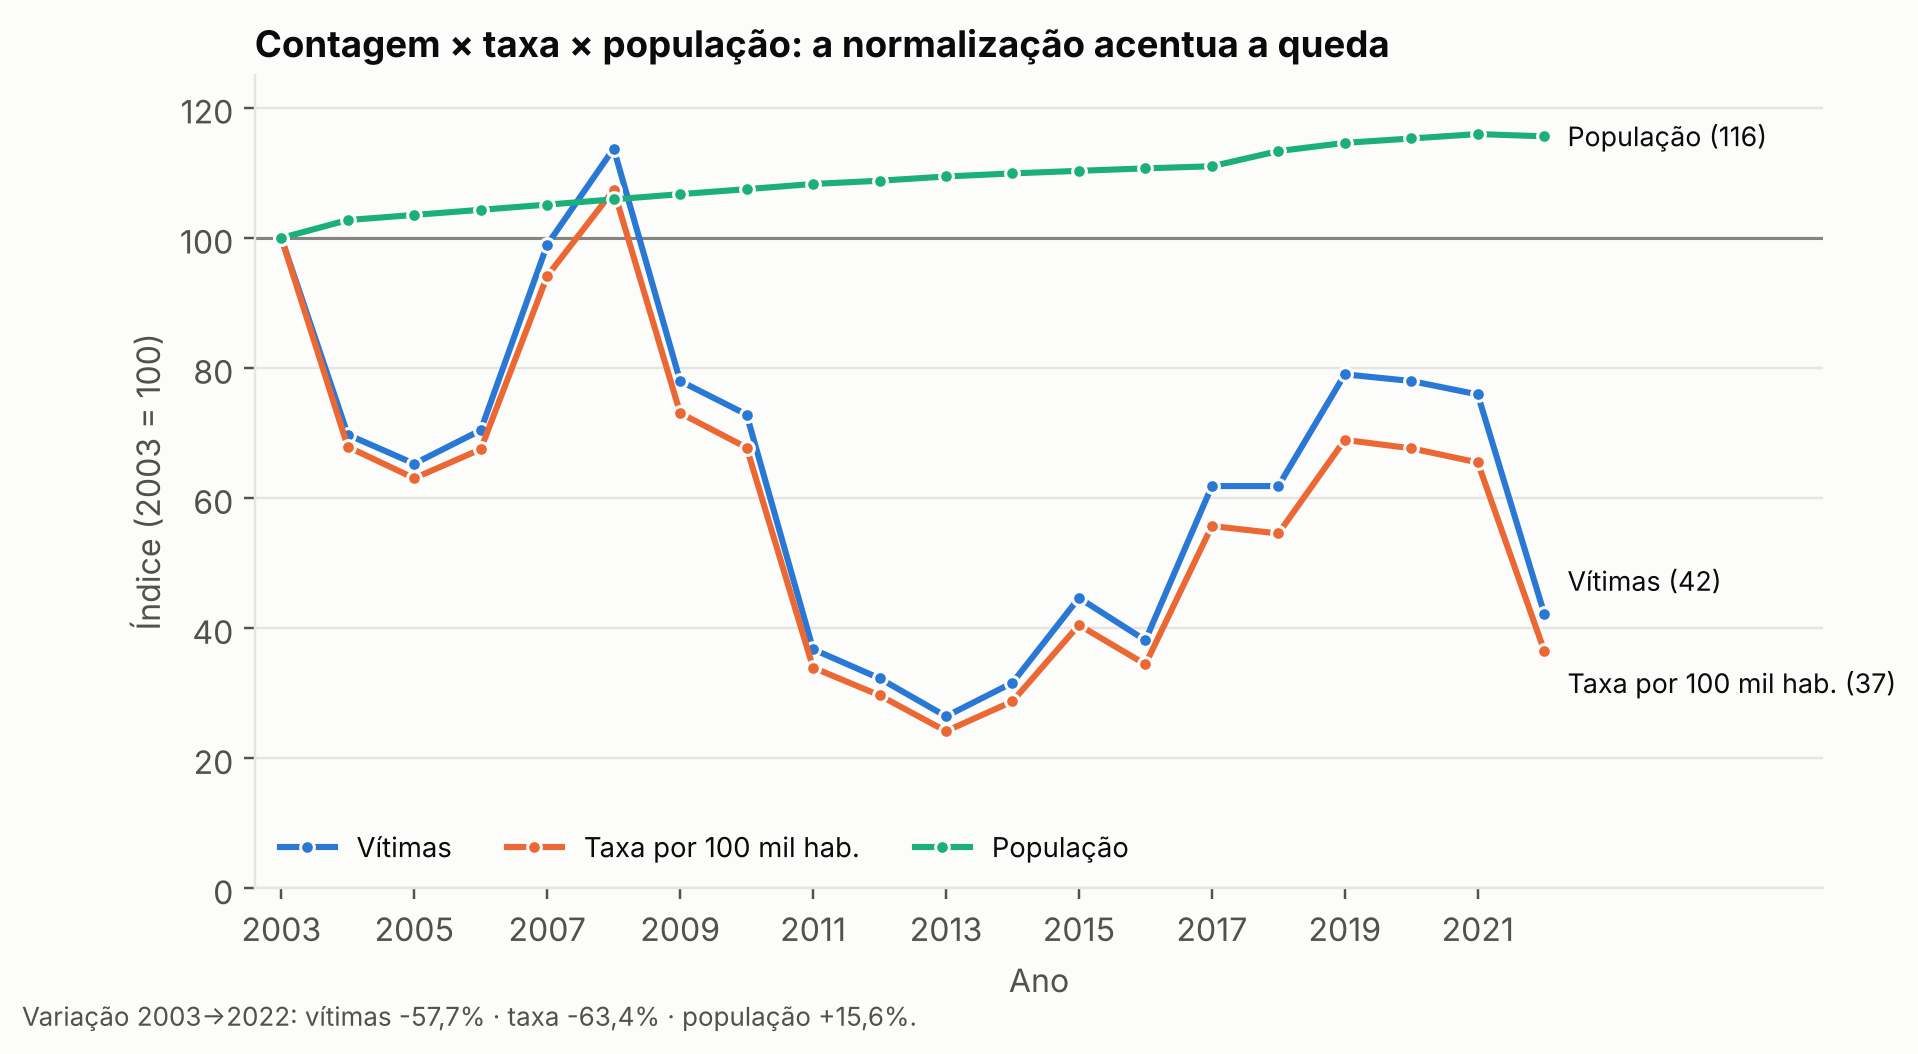 Contagem × taxa × população: a normalização acentua a queda
120
100
80
60
40
20
0
Índice (2003 = 100)
População (116)
Vítimas (42)
Taxa por 100 mil hab. (37)
Vítimas
Taxa por 100 mil hab.
População
2003 2005 2007 2009 2011 2013 2015 2017 2019 2021
Ano
Variação 2003→2022: vítimas -57,7% · taxa -63,4% · população +15,6%.